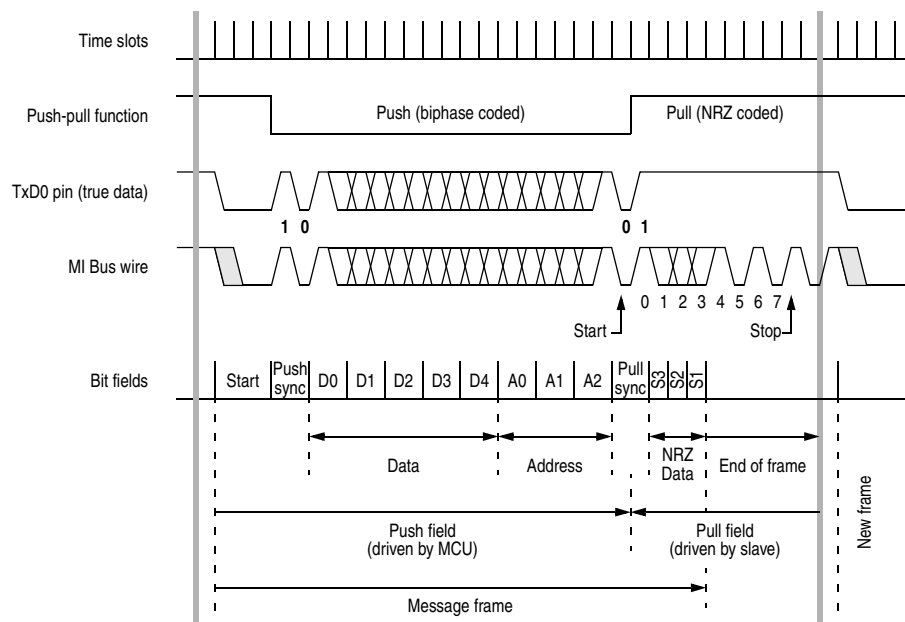 Time slots
Push-pull function
Push (biphase coded)
Pull (NRZ coded)
TxD0 pin (true data)
1 0
0 1
MI Bus wire
0 1 2 3 4 5 6 7
Start
Stop
Bit fields
Start
Push
sync
D0
D1
D2
D3
D4
A0
A1
A2
Pull
sync
S3
S2
S1
Data
Address
NRZ
Data
End of frame
Push field
(driven by MCU)
Pull field
(driven by slave)
New frame
Message frame